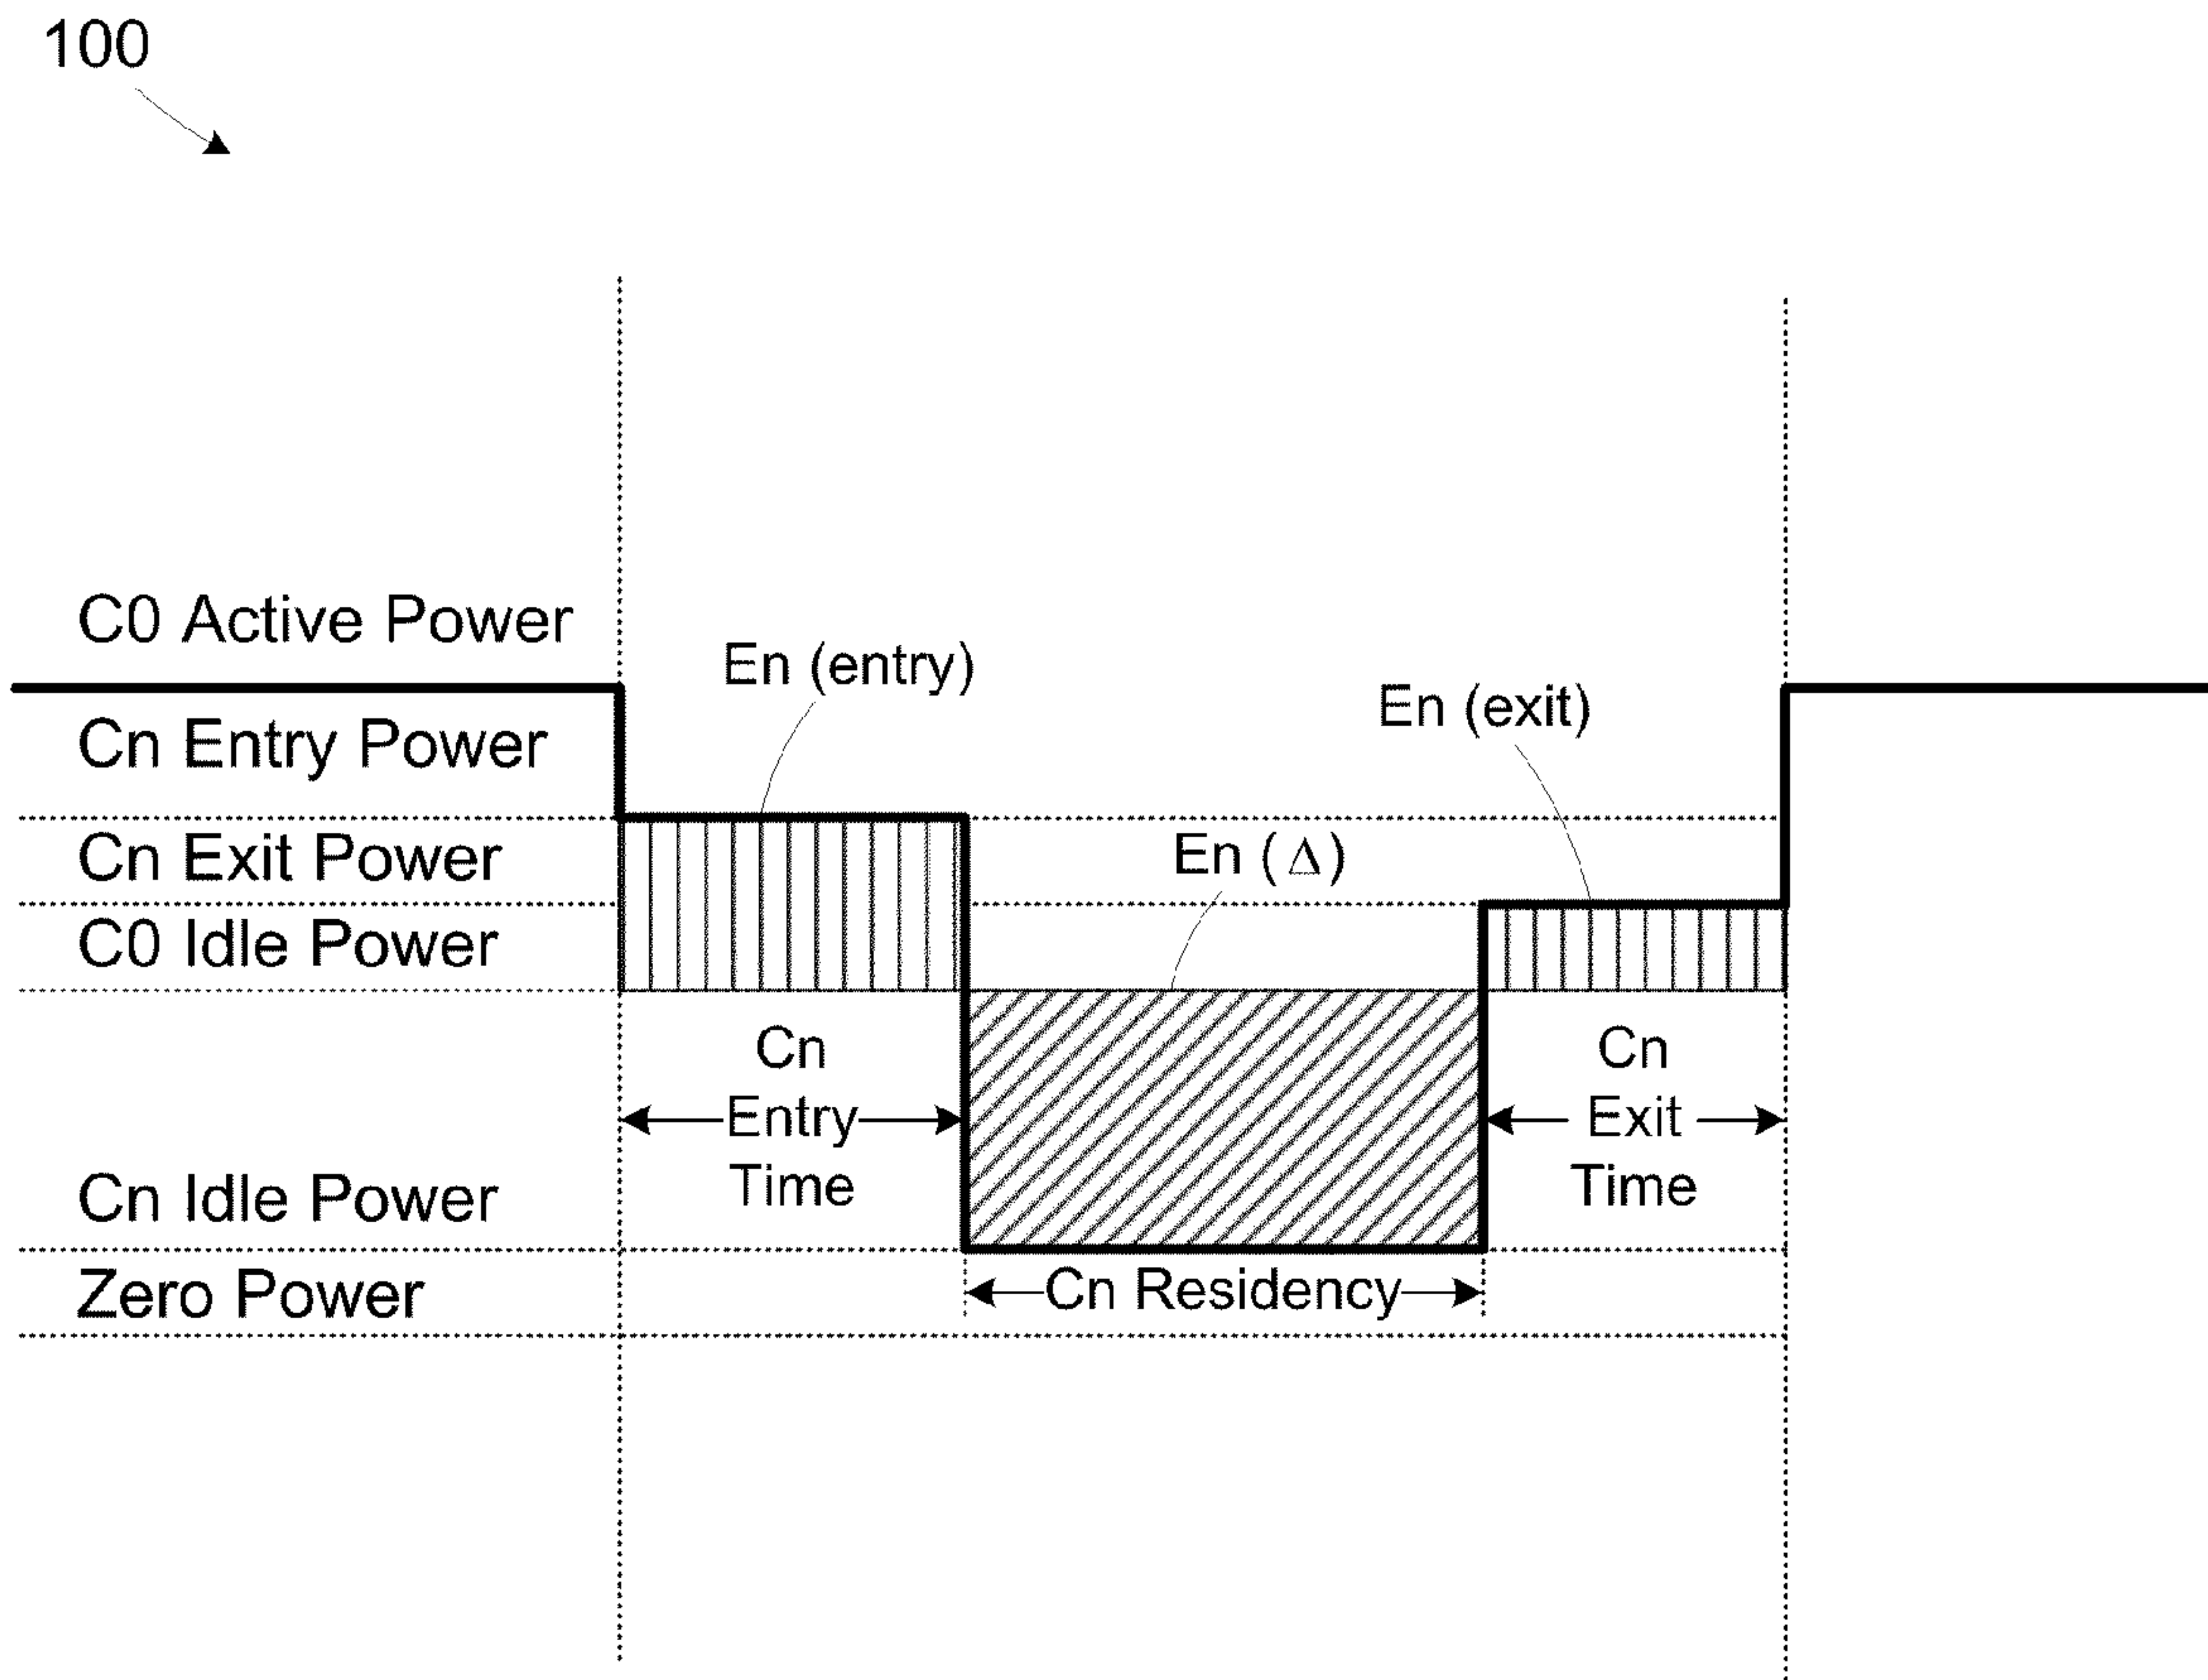 100
C0 Active Power
En (entry)
En (exit)
Cn Entry Power
Cn Exit Power
En (Δ)
C0 Idle Power
Cn
Entry
Time
Cn
Exit
Time
Cn Idle Power
Zero Power
Cn Residency